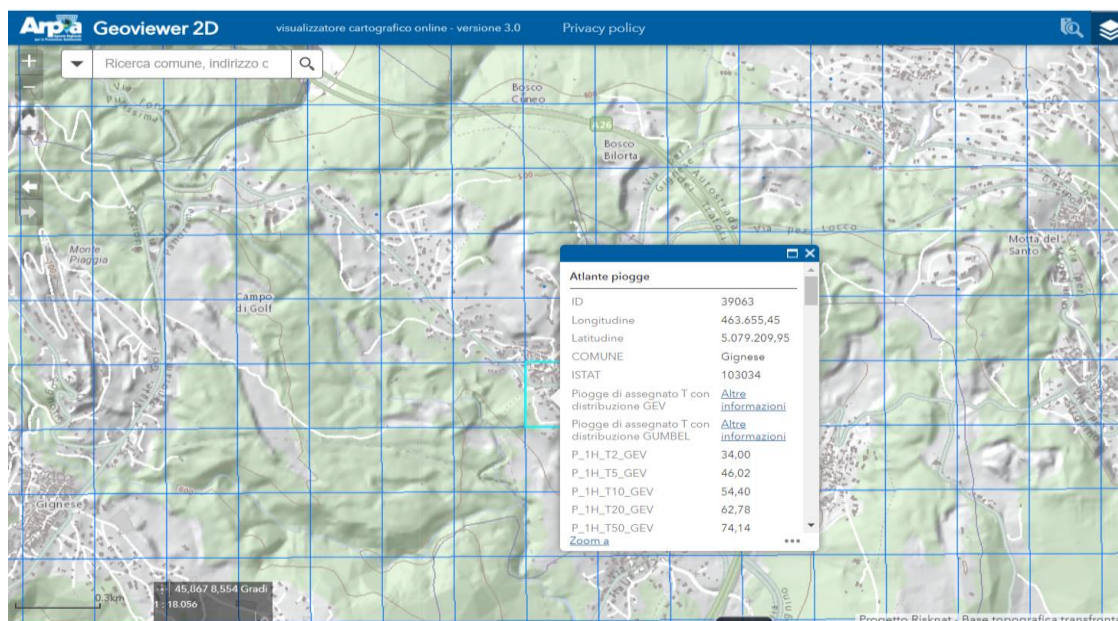 Arpa Geoviewer 2D visualizzatore cartografico online - versione 3.0 Privacy policy
Ricerca comune, indirizzo c
Bosco
Cuneo
A26
Bosco
Bilorta
500
Via per Locco
Motta del
Santo
Monte
Piaggia
Campo
di Golf
Gignese
Atlante piogge
ID 39063
Longitudine 463.655,45
Latitudine 5.079.209,95
COMUNE Gignese
ISTAT 103034
Piogge di assegnato T con Altre
distribuzione GEV informazioni
Piogge di assegnato T con Altre
distribuzione GUMBEL informazioni
P_1H_T2_GEV 34,00
P_1H_T5_GEV 46,02
P_1H_T10_GEV 54,40
P_1H_T20_GEV 62,78
P_1H_T50_GEV 74,14
Zoom a
0.3km
45,867 8,554 Gradi
1 : 18.056
Progetto Risknat - Base topografica transfront